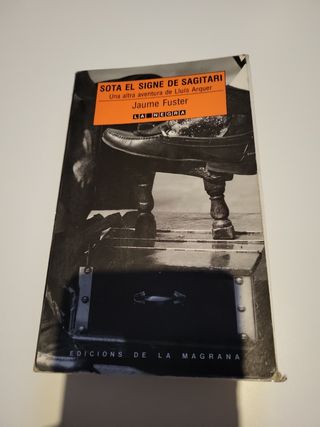 SOTA EL SIGNE DE SAGITARI
Una altra aventura de Lluís Arquer
Jaume Fuster
LA NEGRA
EDICIONS DE LA MAGRANA